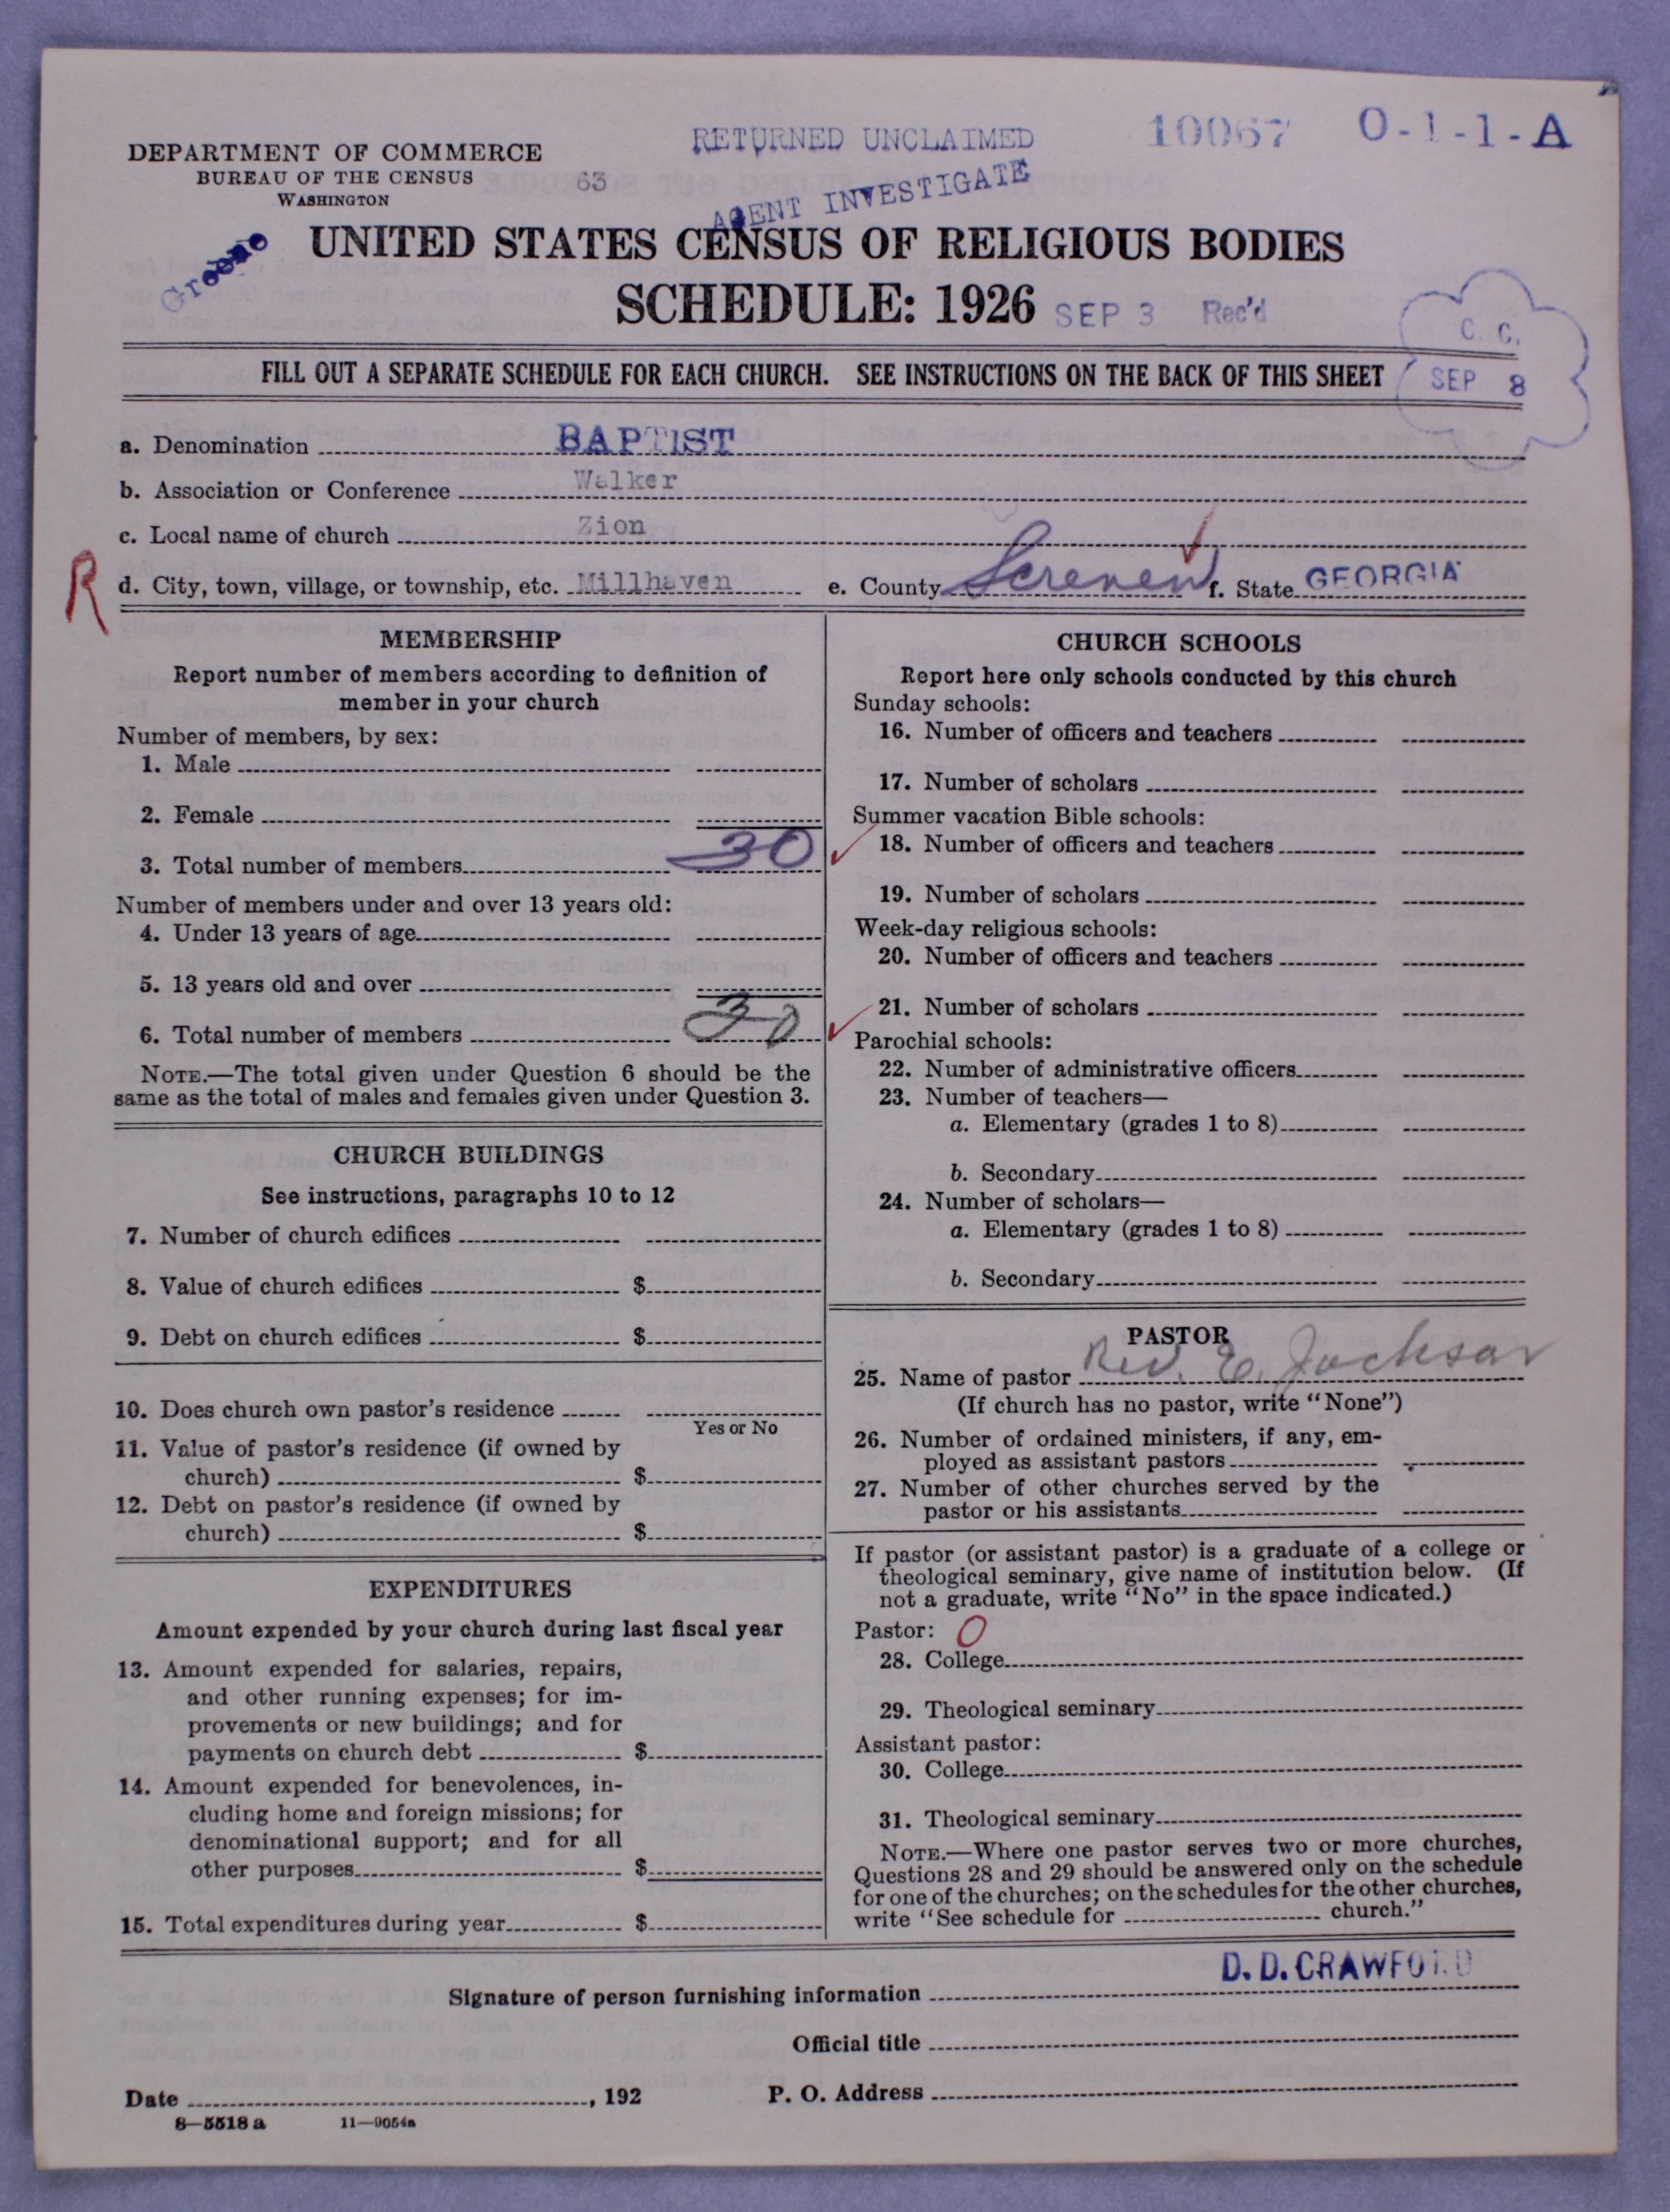 RETURNED UNCLAIMED
10067
O-1-1-A
DEPARTMENT OF COMMERCE
BUREAU OF THE CENSUS
WASHINGTON
63
AGENT INVESTIGATE
Greene
UNITED STATES CENSUS OF RELIGIOUS BODIES
SCHEDULE: 1926
SEP 3 Rec'd
C. C.
SEP 8
FILL OUT A SEPARATE SCHEDULE FOR EACH CHURCH. SEE INSTRUCTIONS ON THE BACK OF THIS SHEET
a. Denomination BAPTIST
b. Association or Conference Walker
c. Local name of church Zion
R
d. City, town, village, or township, etc. Millhaven e. County Screven f. State GEORGIA
MEMBERSHIP
Report number of members according to definition of
member in your church
Number of members, by sex:
1. Male
2. Female
3. Total number of members 30
Number of members under and over 13 years old:
4. Under 13 years of age
5. 13 years old and over
6. Total number of members 30
NOTE.—The total given under Question 6 should be the
same as the total of males and females given under Question 3.
CHURCH BUILDINGS
See instructions, paragraphs 10 to 12
7. Number of church edifices
8. Value of church edifices $
9. Debt on church edifices $
10. Does church own pastor's residence
Yes or No
11. Value of pastor's residence (if owned by
church) $
12. Debt on pastor's residence (if owned by
church) $
EXPENDITURES
Amount expended by your church during last fiscal year
13. Amount expended for salaries, repairs,
and other running expenses; for im-
provements or new buildings; and for
payments on church debt $
14. Amount expended for benevolences, in-
cluding home and foreign missions; for
denominational support; and for all
other purposes $
15. Total expenditures during year $
CHURCH SCHOOLS
Report here only schools conducted by this church
Sunday schools:
16. Number of officers and teachers
17. Number of scholars
Summer vacation Bible schools:
18. Number of officers and teachers
19. Number of scholars
Week-day religious schools:
20. Number of officers and teachers
21. Number of scholars
Parochial schools:
22. Number of administrative officers
23. Number of teachers—
a. Elementary (grades 1 to 8)
b. Secondary
24. Number of scholars—
a. Elementary (grades 1 to 8)
b. Secondary
PASTOR
25. Name of pastor Rev. E. Jackson
(If church has no pastor, write "None")
26. Number of ordained ministers, if any, em-
ployed as assistant pastors
27. Number of other churches served by the
pastor or his assistants
If pastor (or assistant pastor) is a graduate of a college or
theological seminary, give name of institution below. (If
not a graduate, write "No" in the space indicated.)
Pastor: 0
28. College
29. Theological seminary
Assistant pastor:
30. College
31. Theological seminary
NOTE.—Where one pastor serves two or more churches,
Questions 28 and 29 should be answered only on the schedule
for one of the churches; on the schedules for the other churches,
write "See schedule for church."
Signature of person furnishing information D. D. CRAWFORD
Official title
Date , 192 P. O. Address
8—5518 a 11—9054a